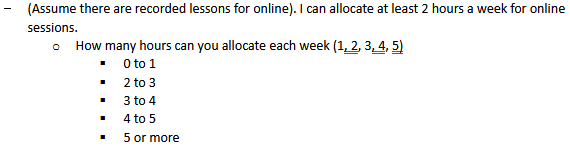 – (Assume there are recorded lessons for online). I can allocate at least 2 hours a week for online
sessions.
o How many hours can you allocate each week (1, 2, 3, 4, 5)
▪ 0 to 1
▪ 2 to 3
▪ 3 to 4
▪ 4 to 5
▪ 5 or more